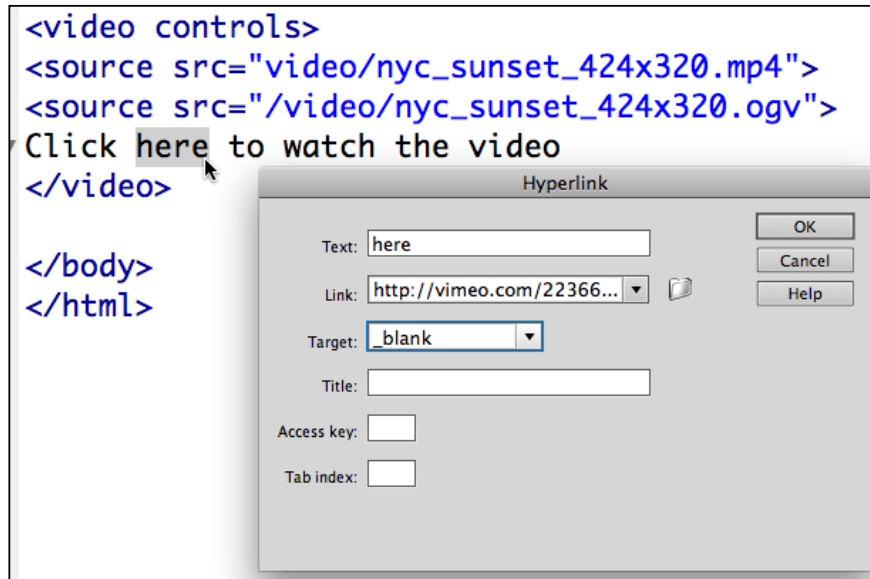 <video controls>
<source src="video/nyc_sunset_424x320.mp4">
<source src="/video/nyc_sunset_424x320.ogv">
Click here to watch the video
</video>
</body>
</html>
Hyperlink
Text: here
Link: http://vimeo.com/22366...
Target: _blank
Title:
Access key:
Tab index:
OK
Cancel
Help